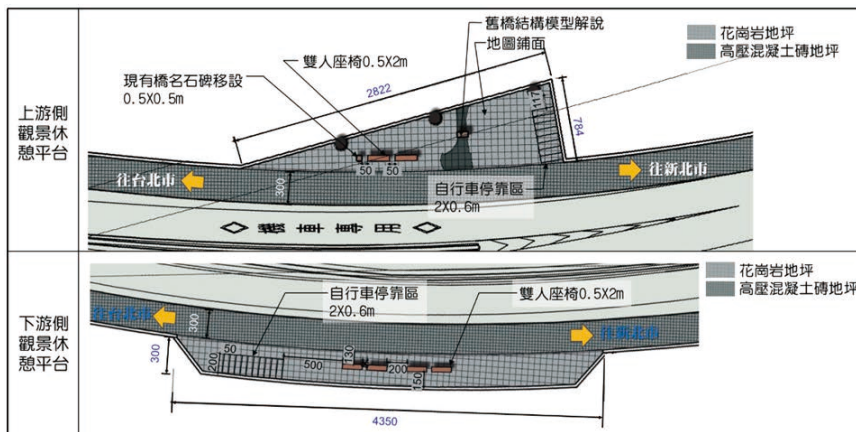 上游側
觀景休
憩平台
舊橋結構模型解說
地圖鋪面
雙人座椅0.5X2m
現有橋名石碑移設
0.5X0.5m
2822
784
117
花崗岩地坪
高壓混凝土磚地坪
往台北市
300
50
50
往新北市
自行車停靠區
2X0.6m
機車專用
下游側
觀景休
憩平台
花崗岩地坪
高壓混凝土磚地坪
自行車停靠區
2X0.6m
雙人座椅0.5X2m
往台北市
300
往新北市
300
200
50
500
130
200
150
4350